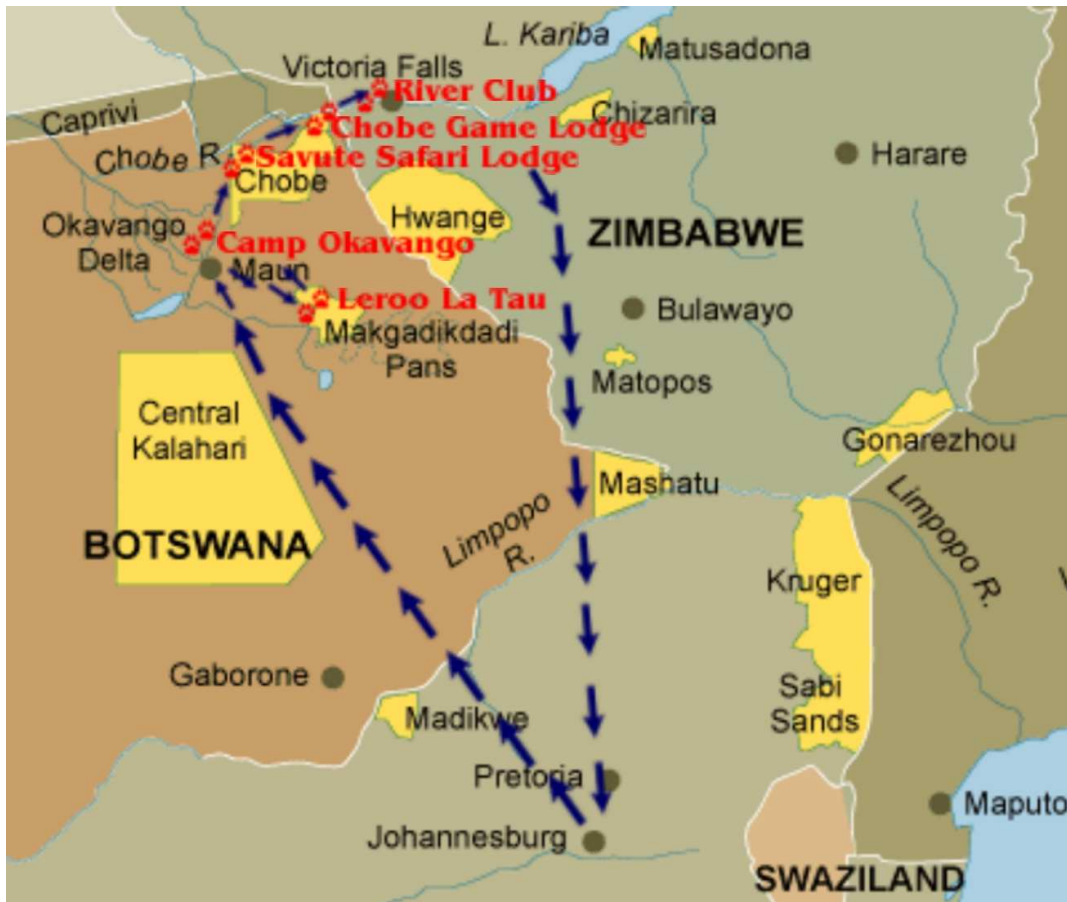 L. Kariba
Matusadona
Victoria Falls
River Club
Caprivi
Chizarira
Chobe Game Lodge
Chobe R.
Savute Safari Lodge
Harare
Chobe
Okavango
Delta
Hwange
ZIMBABWE
Camp Okavango
Maun
Leroo La Tau
Bulawayo
Makgadikdadi
Pans
Matopos
Central
Kalahari
Gonarezhou
Mashatu
Limpopo
R.
Limpopo R.
BOTSWANA
Kruger
Gaborone
Sabi
Sands
Madikwe
Pretoria
Maputo
Johannesburg
SWAZILAND